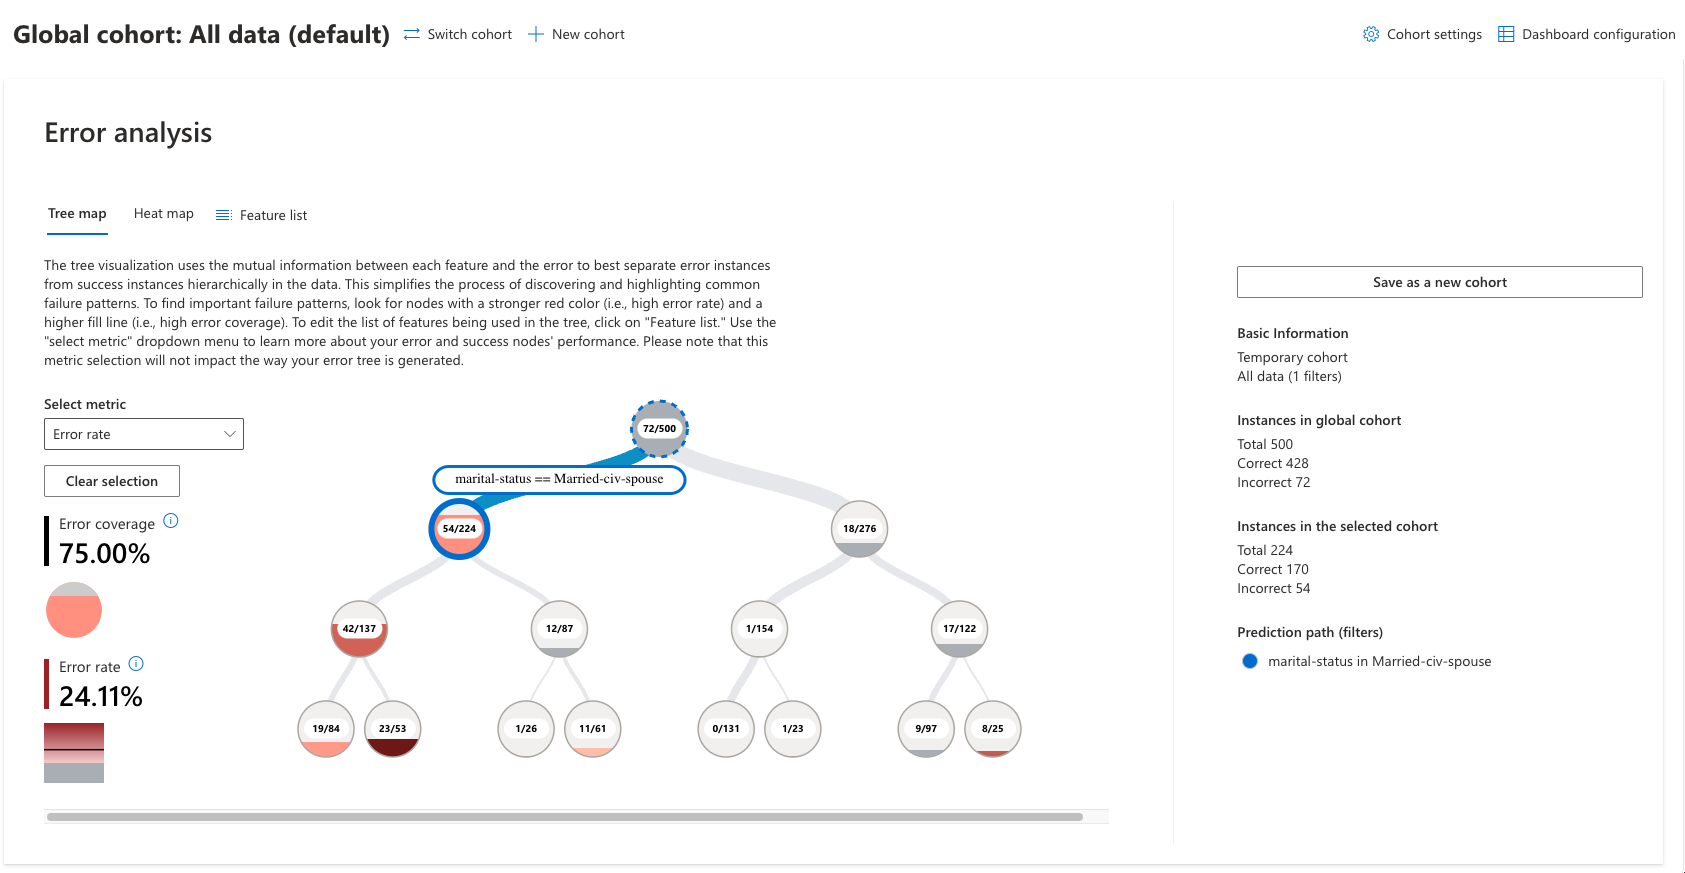 Global cohort: All data (default)
Switch cohort
New cohort
Cohort settings
Dashboard configuration
Error analysis
Tree map
Heat map
Feature list
The tree visualization uses the mutual information between each feature and the error to best separate error instances
from success instances hierarchically in the data. This simplifies the process of discovering and highlighting common
failure patterns. To find important failure patterns, look for nodes with a stronger red color (i.e., high error rate) and a
higher fill line (i.e., high error coverage). To edit the list of features being used in the tree, click on "Feature list." Use the
"select metric" dropdown menu to learn more about your error and success nodes' performance. Please note that this
metric selection will not impact the way your error tree is generated.
Select metric
Error rate
Clear selection
Error coverage
75.00%
Error rate
24.11%
72/500
marital-status == Married-civ-spouse
54/224
18/276
42/137
12/87
1/154
17/122
19/84
23/53
1/26
11/61
0/131
1/23
9/97
8/25
Save as a new cohort
Basic Information
Temporary cohort
All data (1 filters)
Instances in global cohort
Total 500
Correct 428
Incorrect 72
Instances in the selected cohort
Total 224
Correct 170
Incorrect 54
Prediction path (filters)
marital-status in Married-civ-spouse